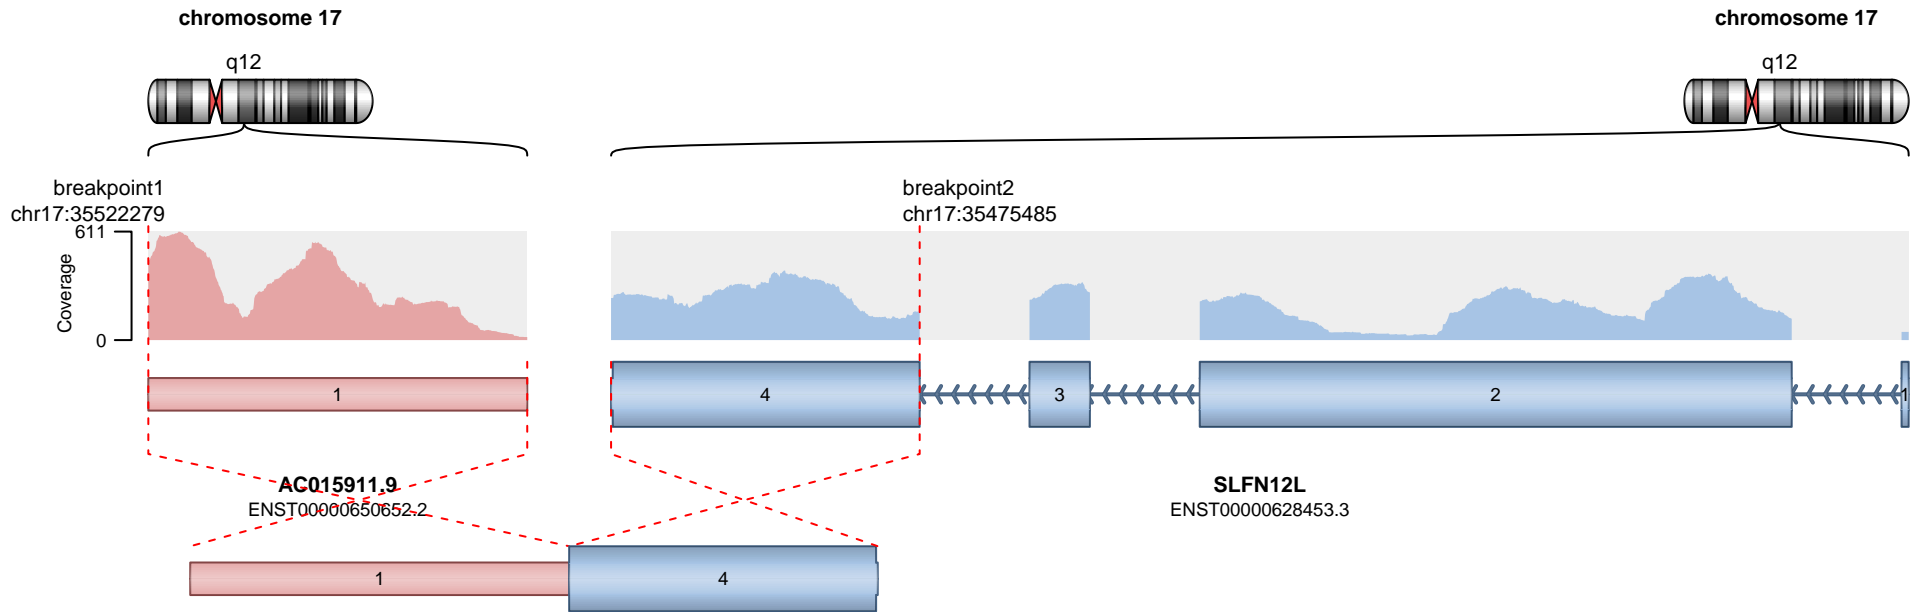 chromosome 17
chromosome 17
q12
q12
breakpoint1
chr17:35522279
breakpoint2
chr17:35475485
611
Coverage
0
1
4
3
2
1
AC015911.9
ENST00000650652.2
SLFN12L
ENST00000628453.3
1
4